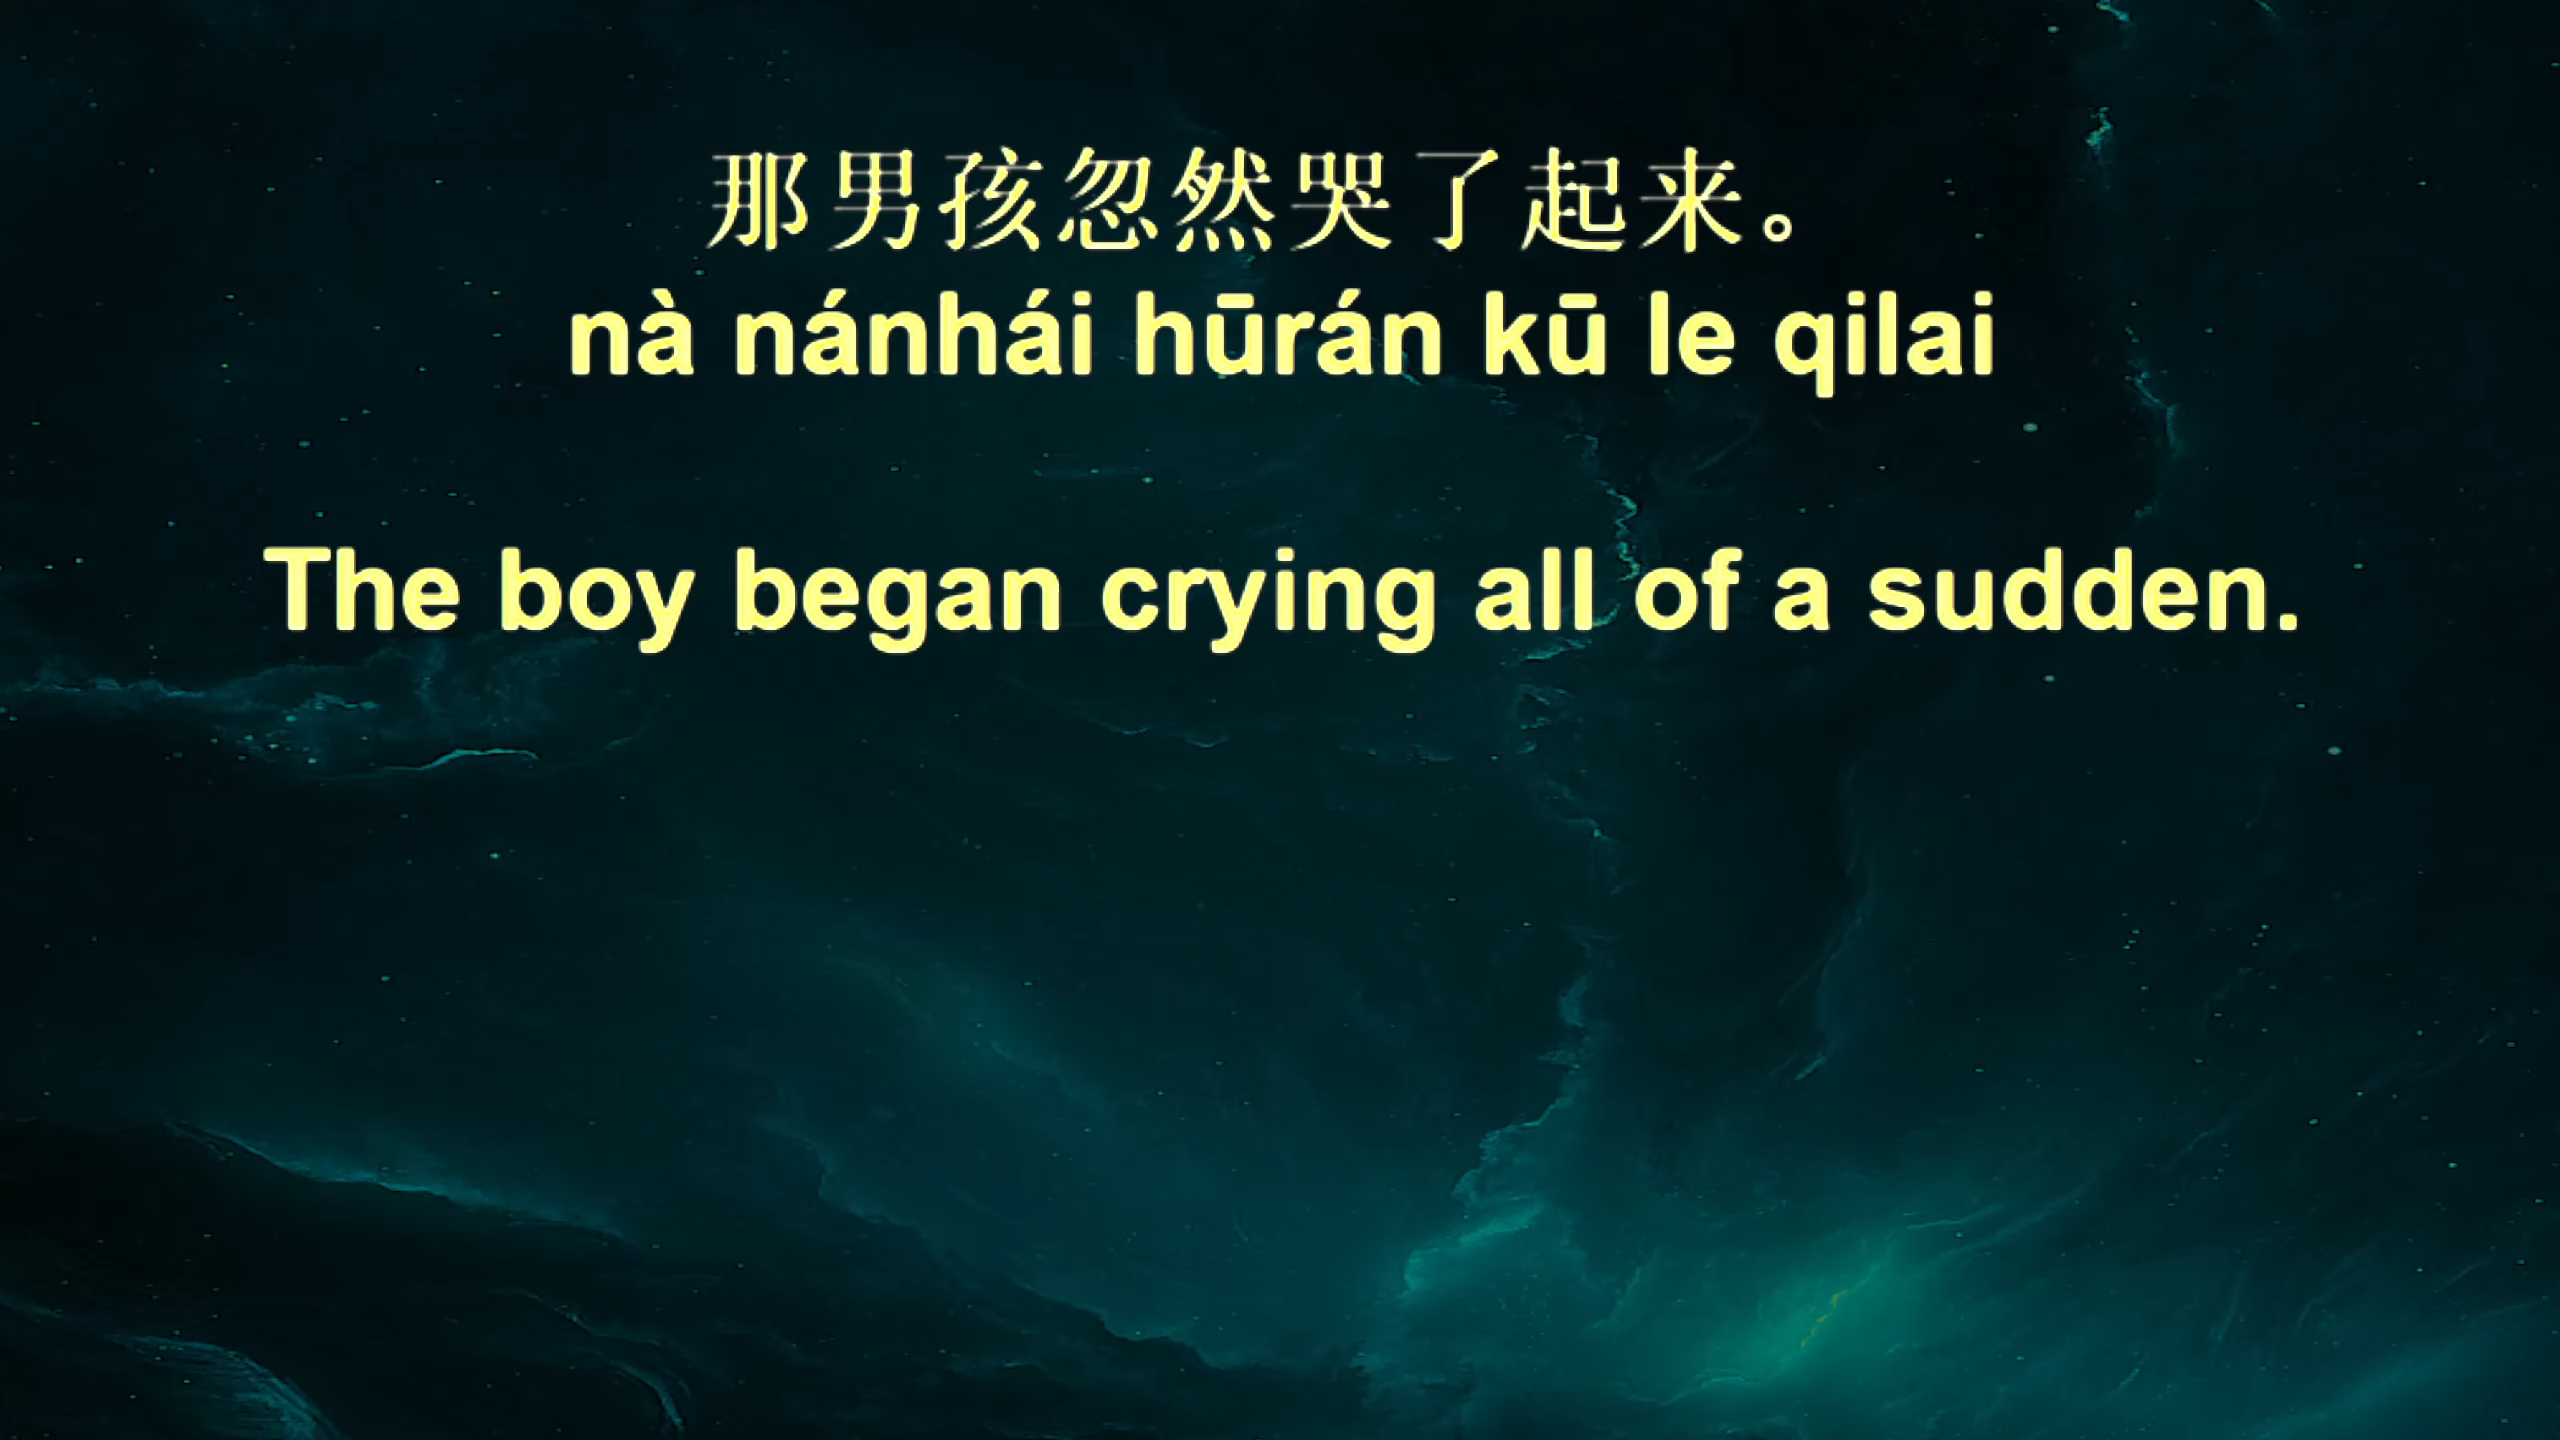 那男孩忽然哭了起来。
nà nánhái hūrán kū le qilai
The boy began crying all of a sudden.